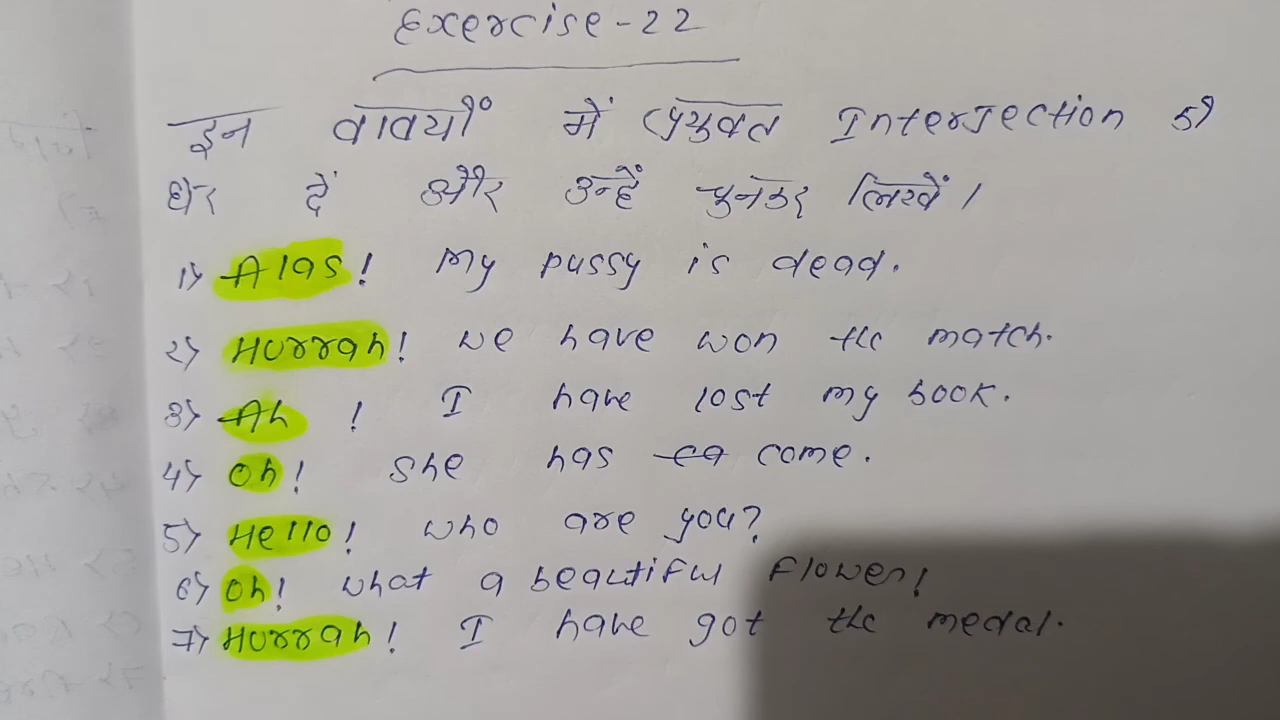 Exercise-22
इन वाक्यों में प्रयुक्त Interjection को
घेर दें और उन्हें चुनकर लिखें।
1) Alas! My pussy is dead.
2) Hurrah! we have won the match.
3) Ah ! I have lost my book.
4) Oh! she has ca come.
5) Hello! who are you?
6) Oh! what a beautiful flower!
7) Hurrah! I have got the medal.